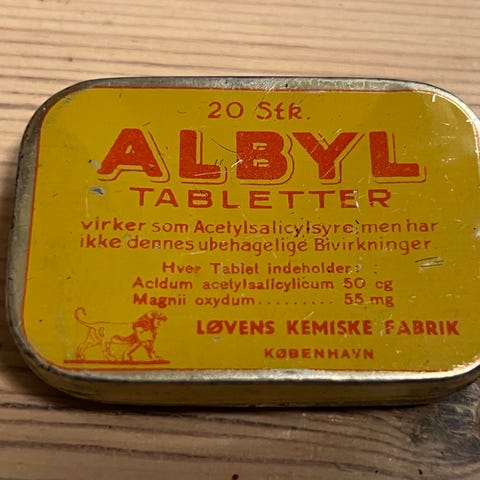 20 Stk.
ALBYL
TABLETTER
virker som Acetylsalicylsyre, men har
ikke dennes ubehagelige Bivirkninger
Hver Tablet indeholder:
Acidum acetylsalicylicum 50 cg
Magnii oxydum......... 55 mg
LØVENS KEMISKE FABRIK
KØBENHAVN